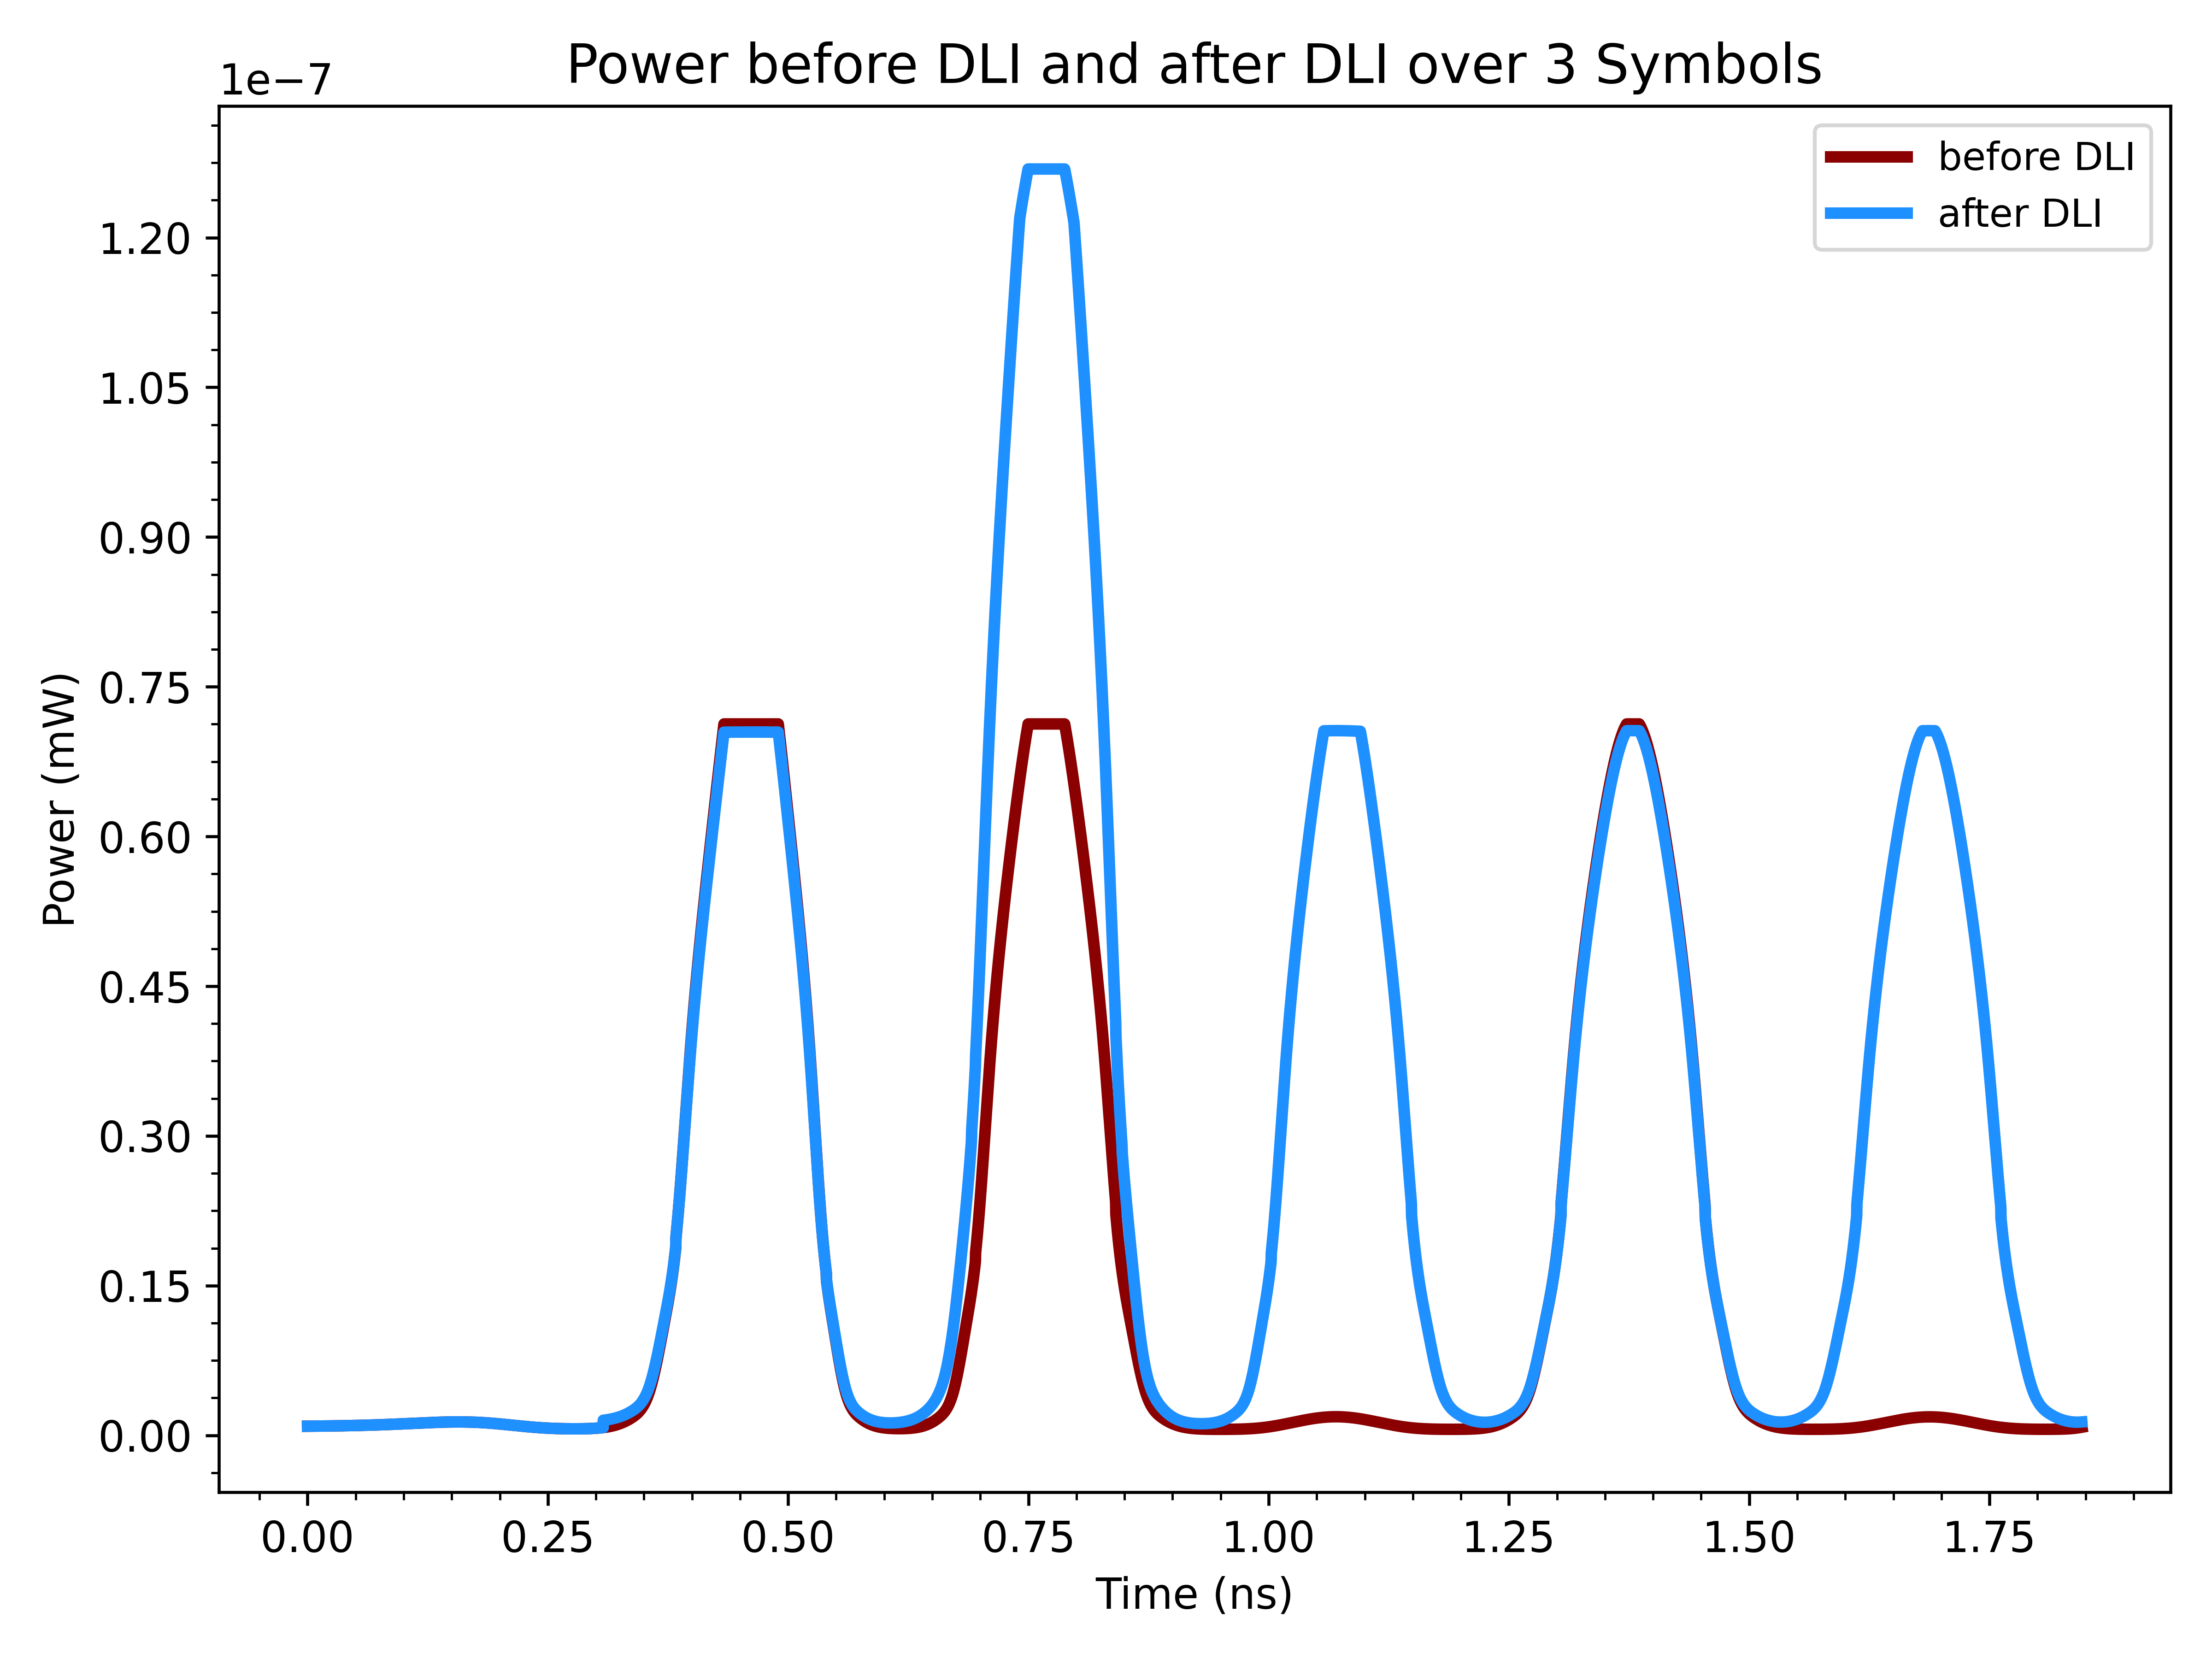 Power before DLI and after DLI over 3 Symbols
1e−7
before DLI
after DLI
1.20
1.05
0.90
0.75
0.60
0.45
0.30
0.15
0.00
Power (mW)
0.00 0.25 0.50 0.75 1.00 1.25 1.50 1.75
Time (ns)